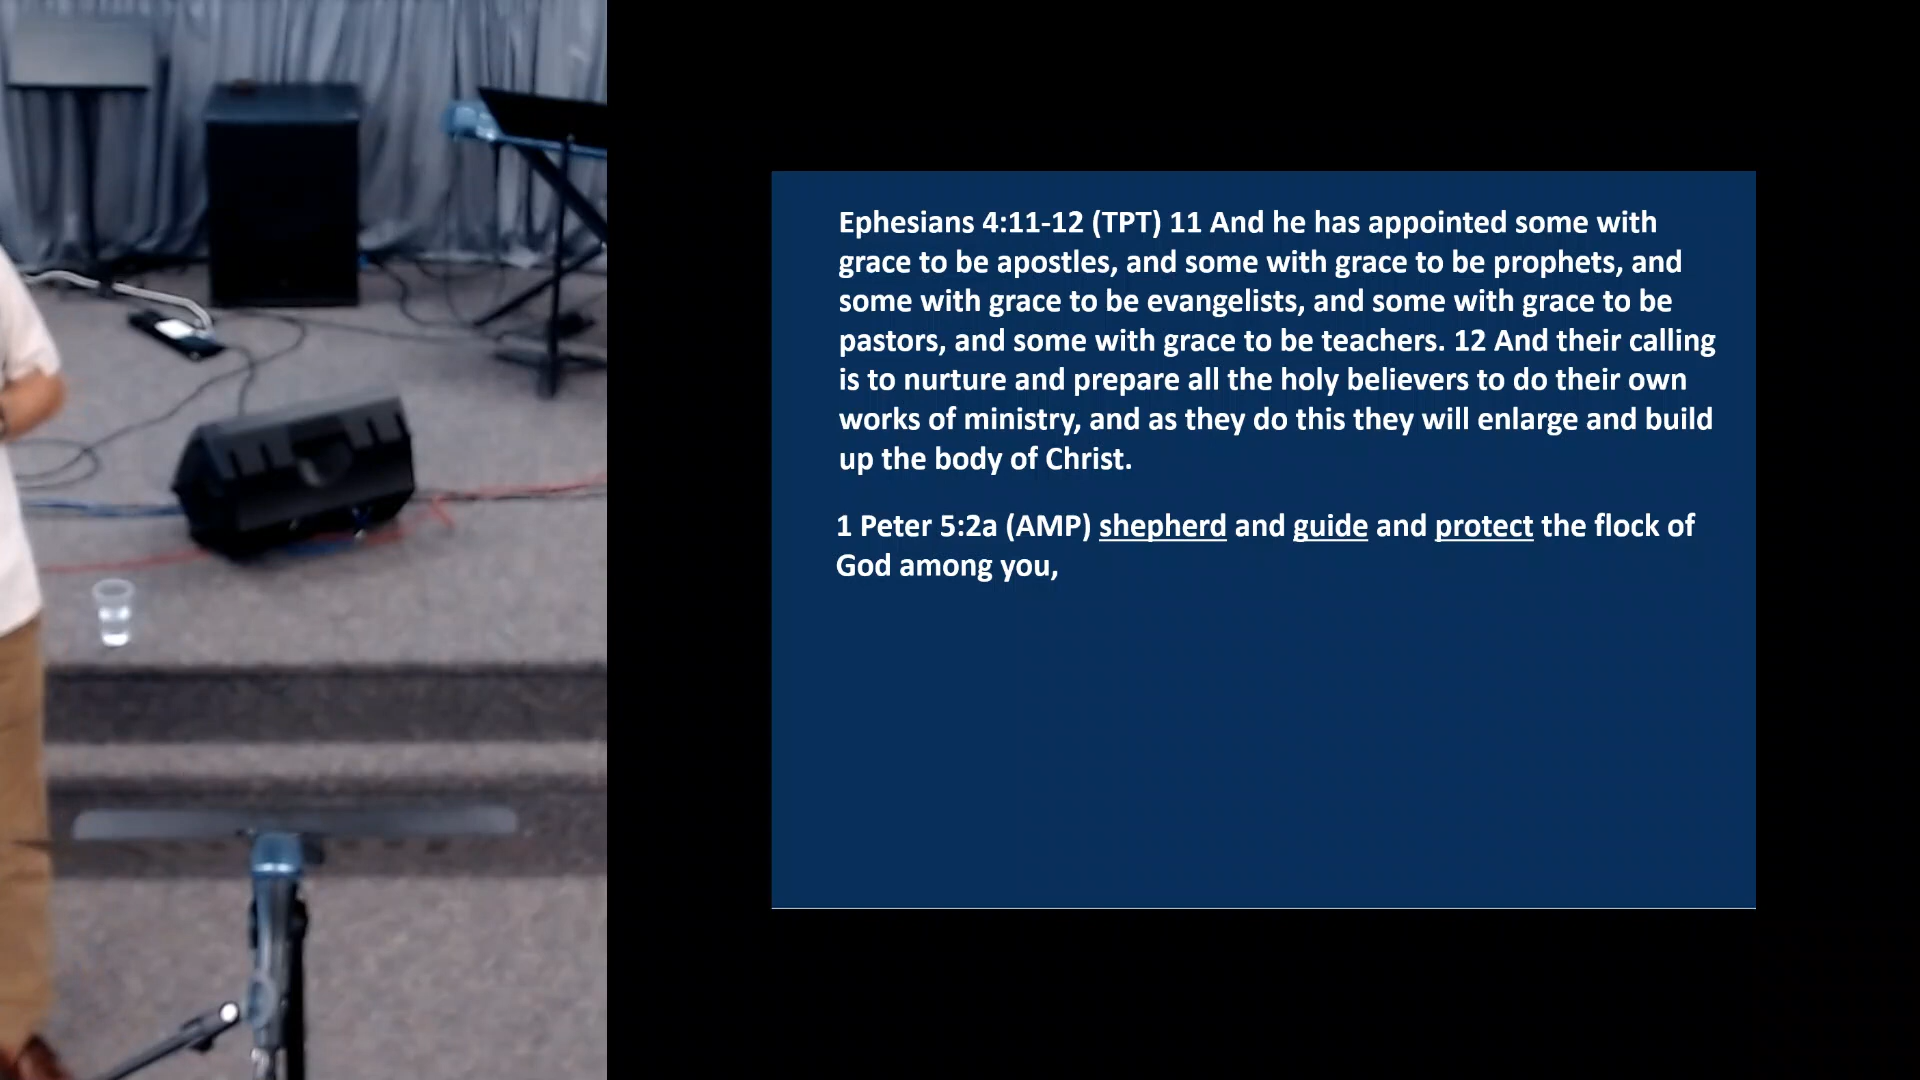 Ephesians 4:11-12 (TPT) 11 And he has appointed some with
grace to be apostles, and some with grace to be prophets, and
some with grace to be evangelists, and some with grace to be
pastors, and some with grace to be teachers. 12 And their calling
is to nurture and prepare all the holy believers to do their own
works of ministry, and as they do this they will enlarge and build
up the body of Christ.
1 Peter 5:2a (AMP) shepherd and guide and protect the flock of
God among you,